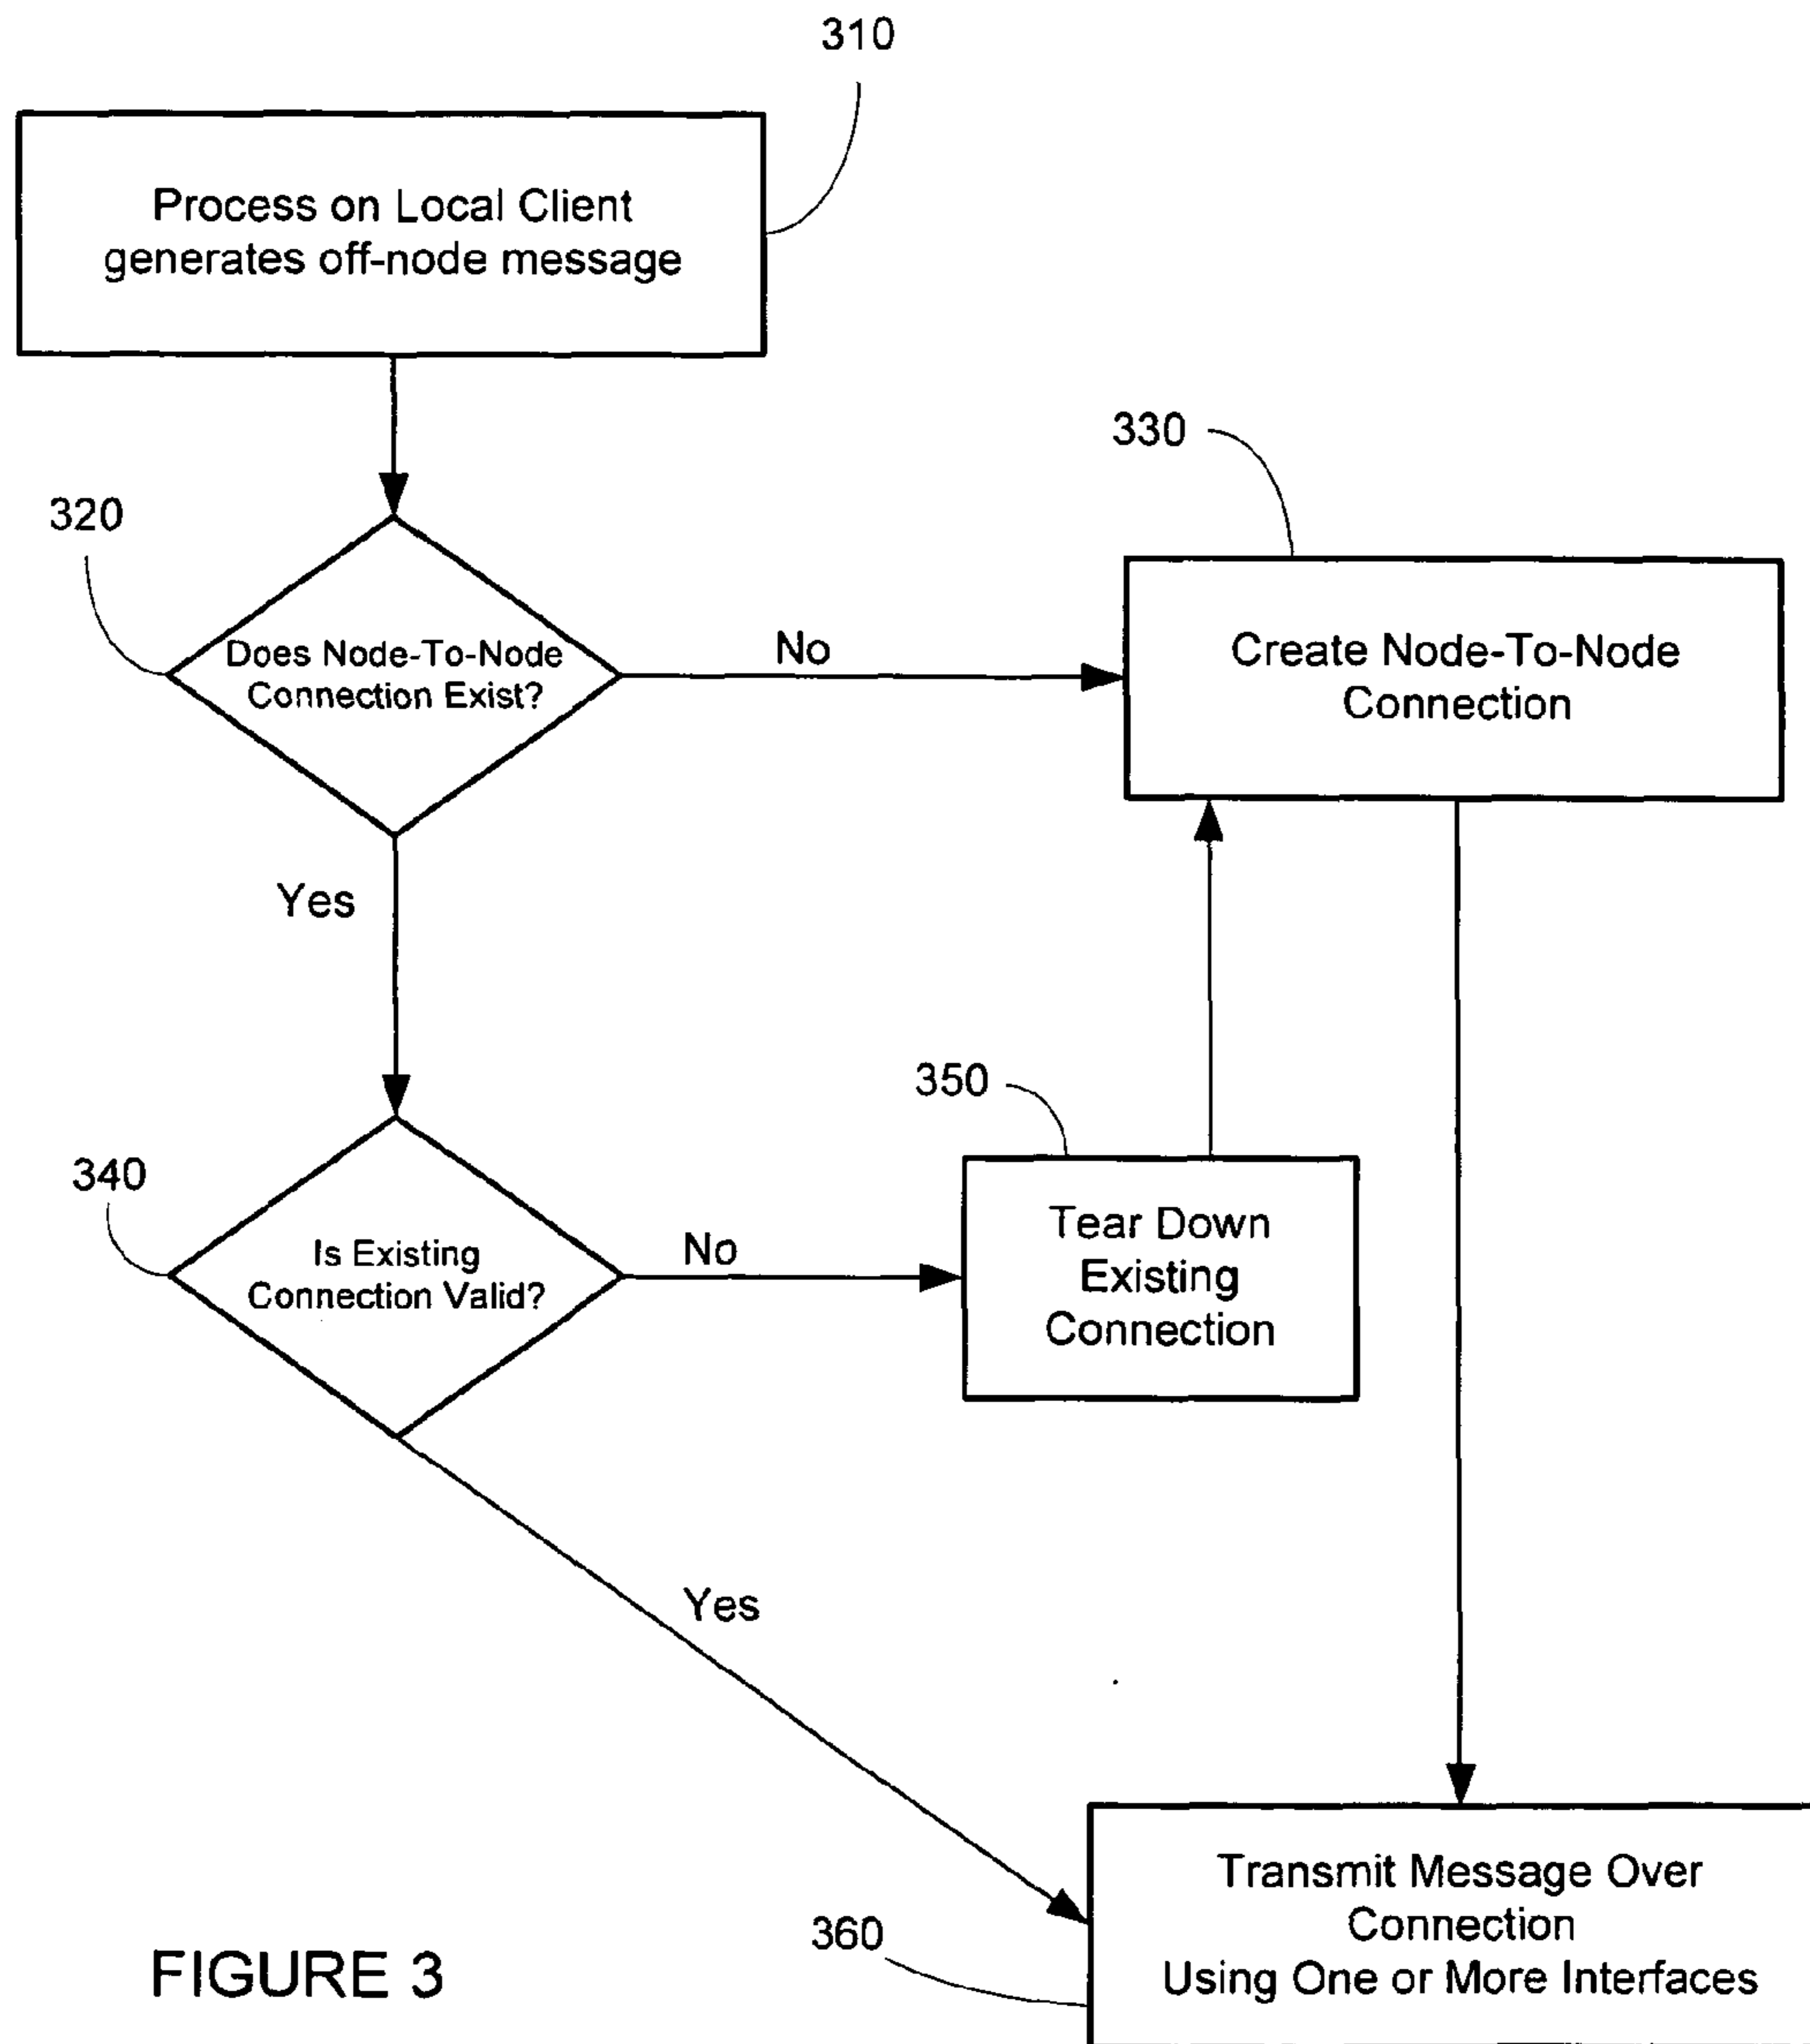 310
Process on Local Client
generates off-node message
330
320
Does Node-To-Node
Connection Exist?
No
Create Node-To-Node
Connection
Yes
350
340
Is Existing
Connection Valid?
No
Tear Down
Existing
Connection
Yes
360
Transmit Message Over
Connection
Using One or More Interfaces
FIGURE 3